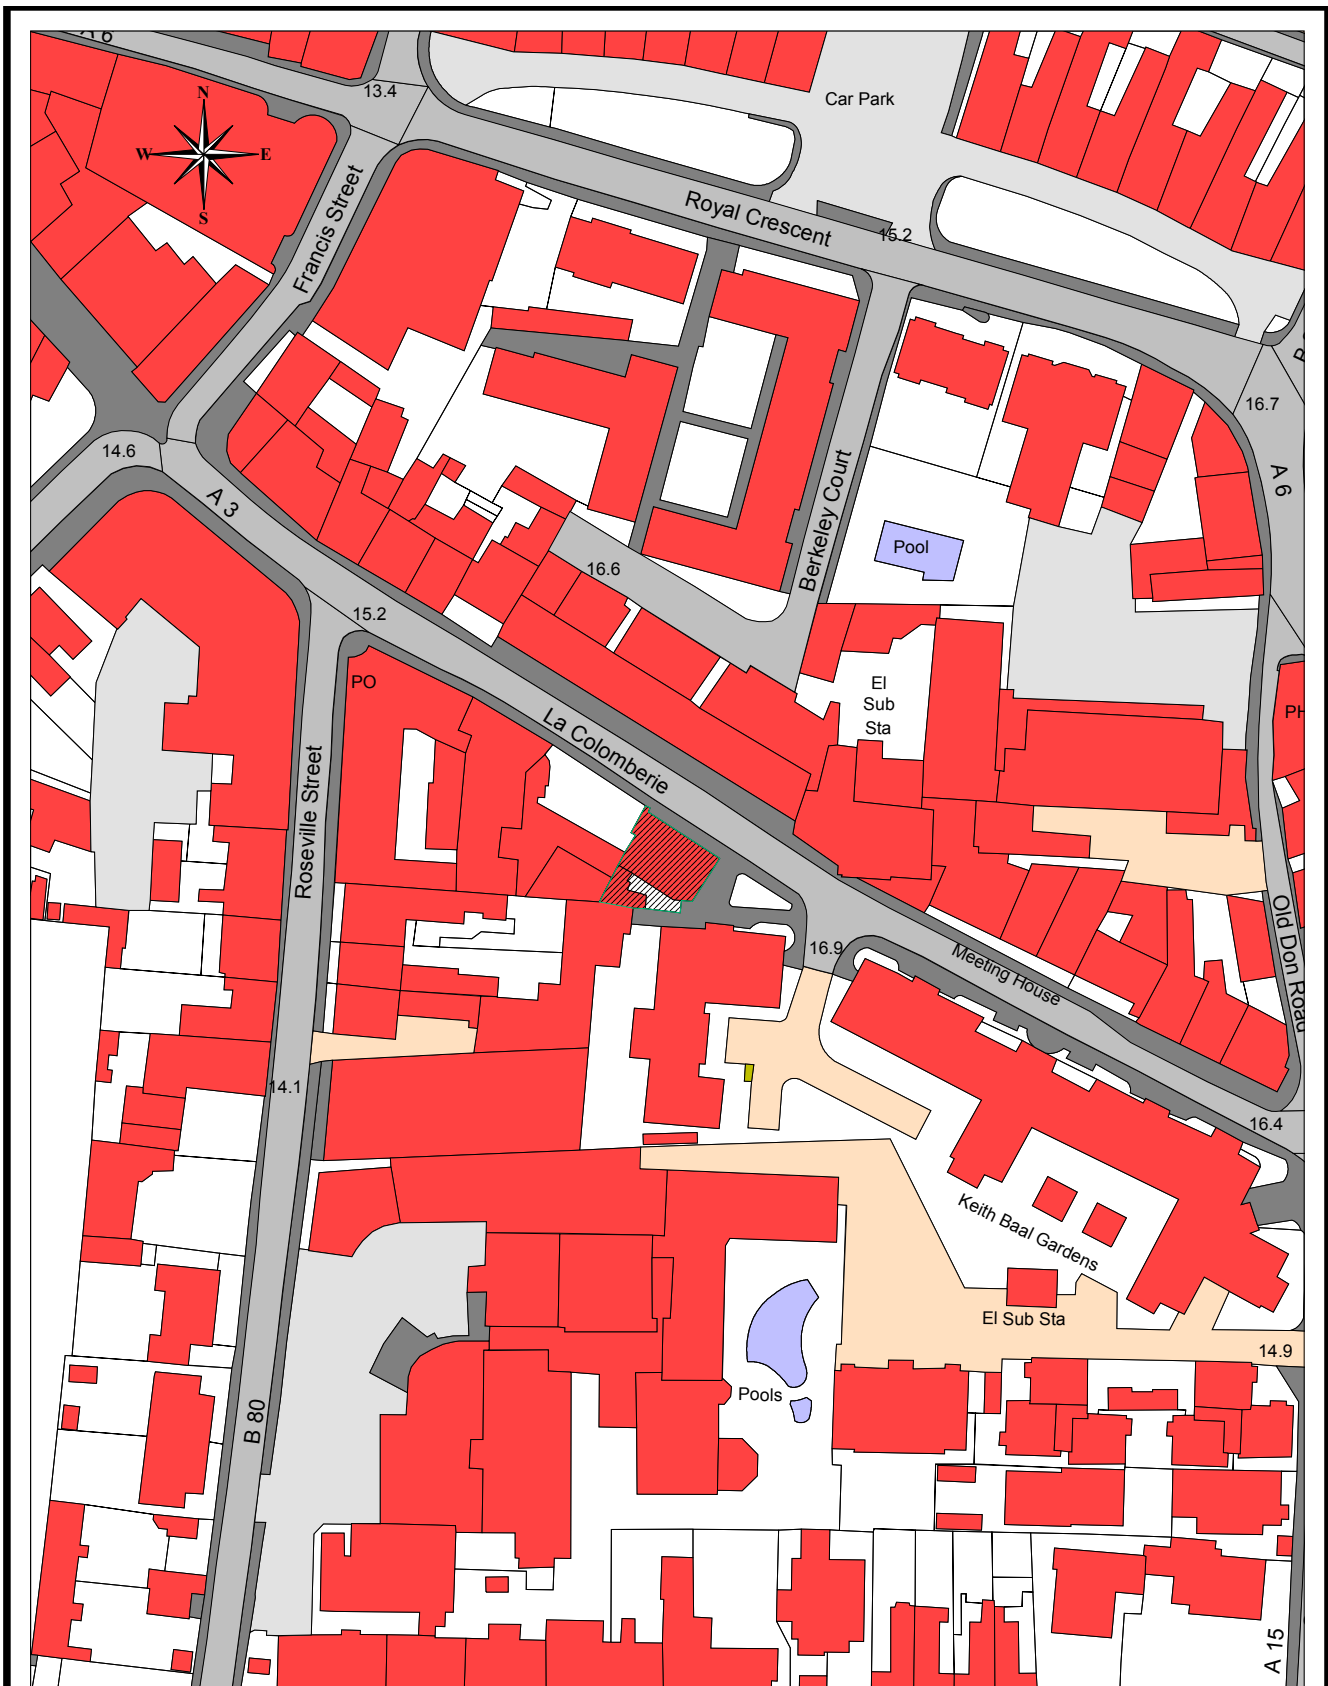 A 6
13.4
Car Park
N
W E
S
Francis Street
Royal Crescent
15.2
16.7
14.6
A 3
A 6
Berkeley Court
Pool
16.6
15.2
PO
El
Sub
Sta
PH
La Colomberie
Roseville Street
Old Don Road
16.9
Meeting House
14.1
16.4
Keith Baal Gardens
El Sub Sta
14.9
Pools
B 80
A 15